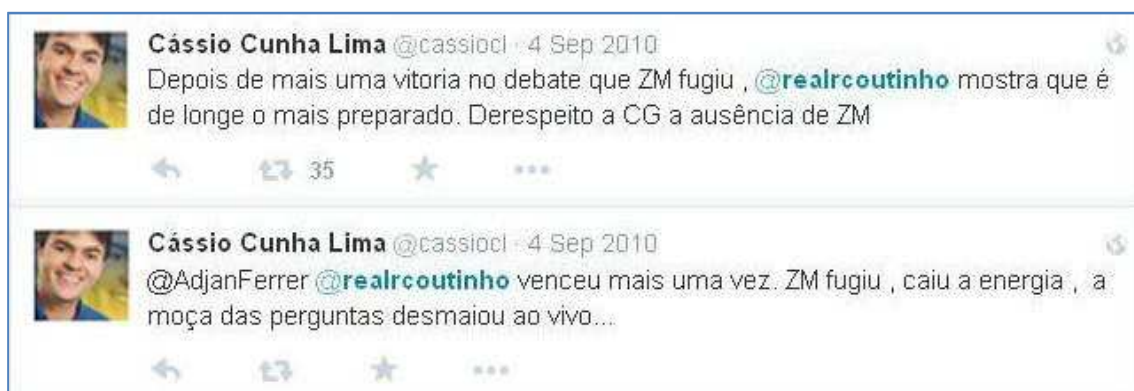 Cássio Cunha Lima @cassiocl · 4 Sep 2010
Depois de mais uma vitoria no debate que ZM fugiu , @realrcoutinho mostra que é
de longe o mais preparado. Derespeito a CG a ausência de ZM
35
Cássio Cunha Lima @cassiocl · 4 Sep 2010
@AdjanFerrer @realrcoutinho venceu mais uma vez. ZM fugiu , caiu a energia , a
moça das perguntas desmaiou ao vivo...